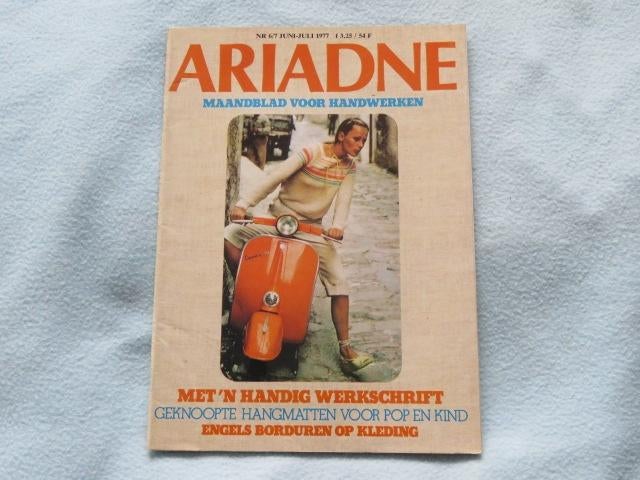 NR 6/7 JUNI-JULI 1977 f 3,25 / 54 F
ARIADNE
MAANDBLAD VOOR HANDWERKEN
MET 'N HANDIG WERKSCHRIFT
GEKNOOPTE HANGMATTEN VOOR POP EN KIND
ENGELS BORDUREN OP KLEDING